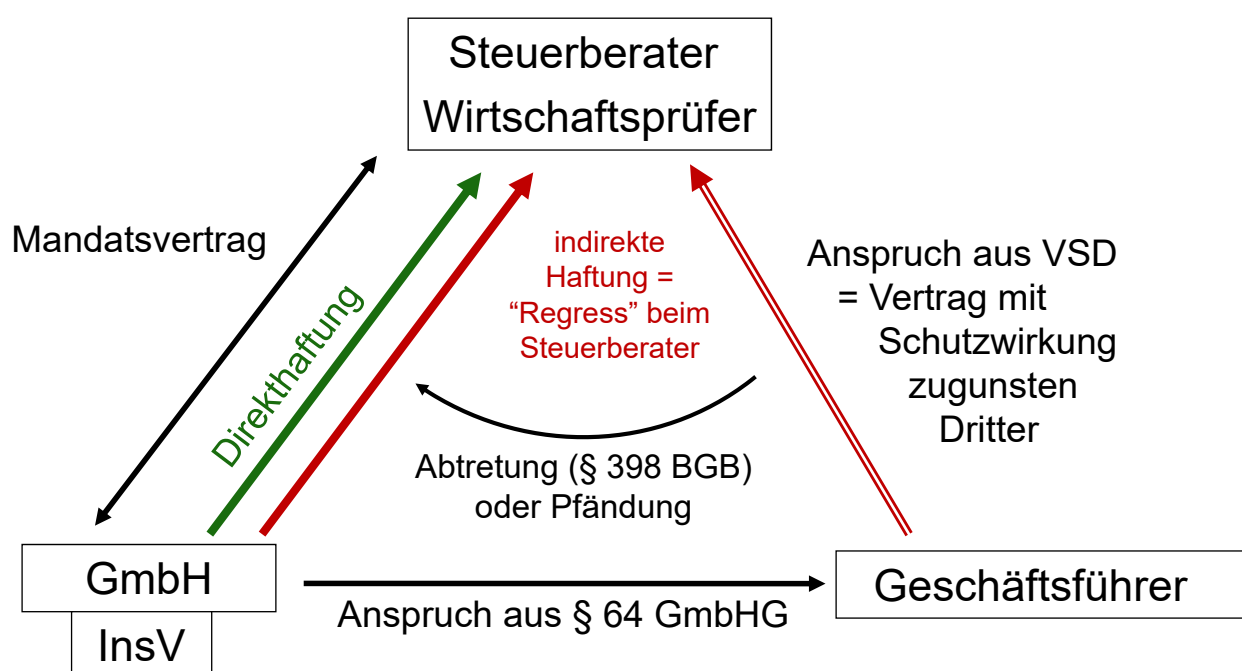 Steuerberater
Wirtschaftsprüfer
Mandatsvertrag
Direkthaftung
indirekte
Haftung =
“Regress” beim
Steuerberater
Anspruch aus VSD
= Vertrag mit
Schutzwirkung
zugunsten
Dritter
Abtretung (§ 398 BGB)
oder Pfändung
GmbH
InsV
Anspruch aus § 64 GmbHG
Geschäftsführer